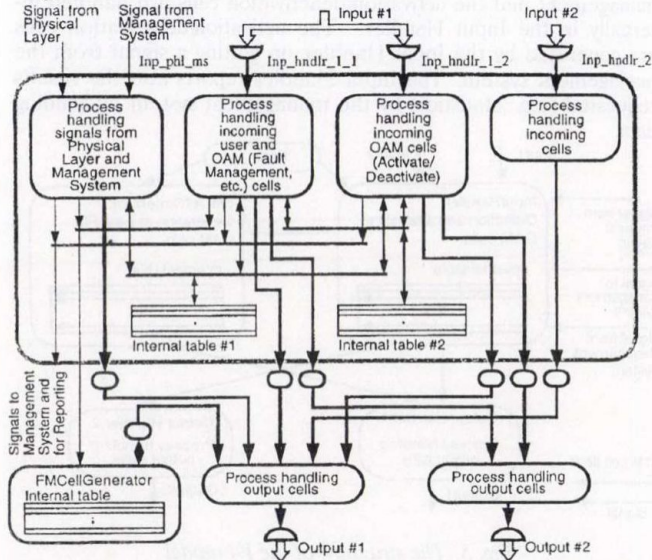 Signals from
Physical
Layer
Management
System
Input #1
Input #2
Inp_phl_ms
Inp_hndlr_1_1
Inp_hndlr_1_2
Inp_hndlr_2
Process
handling
signals from
Physical
Layer and
Management
System
Process
handling
incoming
user and
OAM (Fault
Management,
etc.) cells
Process
handling
incoming
OAM cells
(Activate/
Deactivate)
Process
handling
incoming
cells
Internal table #1
Internal table #2
Signals to
Management
System and
for Reporting
FMCellGenerator
Internal table
Process handling
output cells
Process handling
output cells
Output #1
Output #2